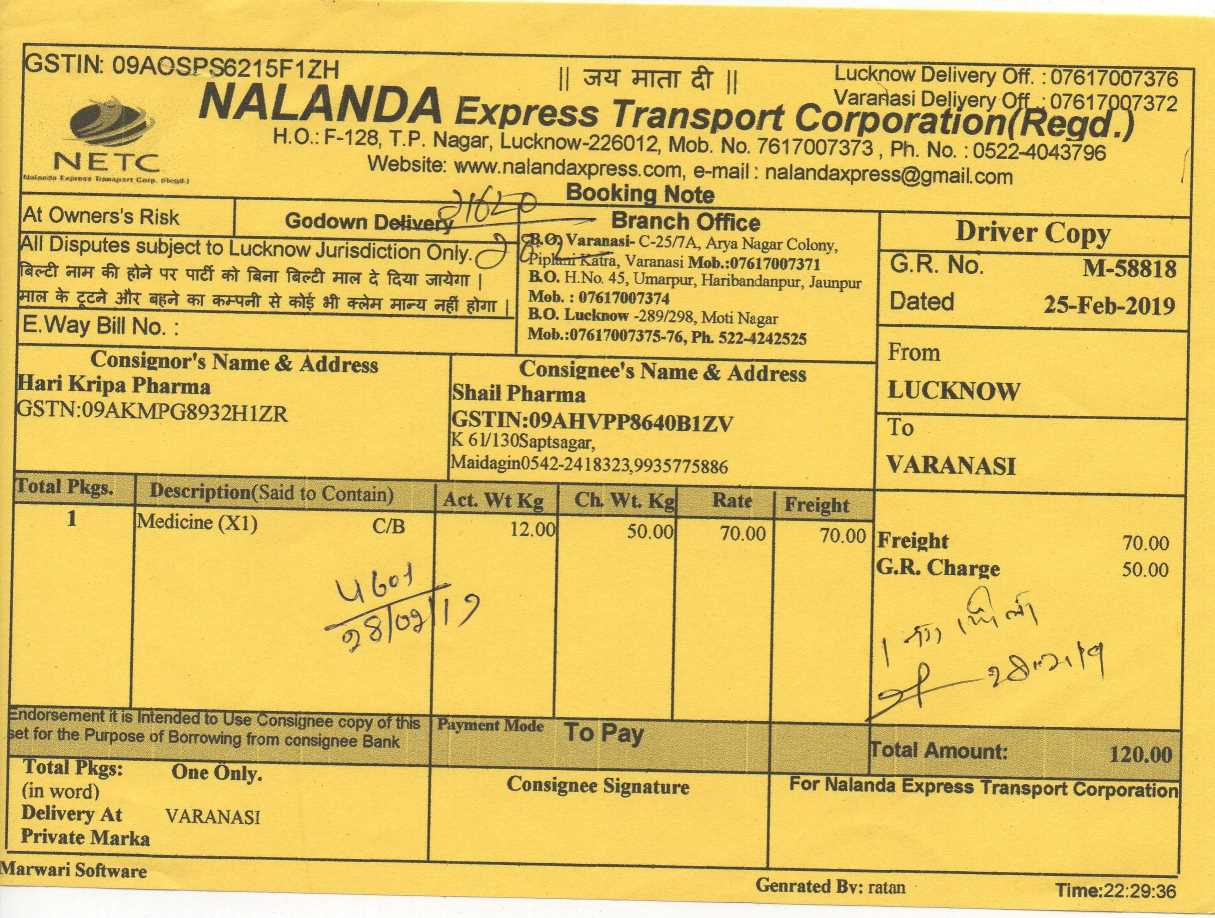 GSTIN: 09AOSPS6215F1ZH
|| जय माता दी ||
Lucknow Delivery Off. : 07617007376
Varanasi Delivery Off. : 07617007372
NETC
Nalanda Express Transport Corp. (Regd.)
NALANDA Express Transport Corporation(Regd.)
H.O.: F-128, T.P. Nagar, Lucknow-226012, Mob. No. 7617007373 , Ph. No. : 0522-4043796
Website: www.nalandaxpress.com, e-mail : nalandaxpress@gmail.com
Booking Note
At Owners's Risk
Godown Delivery
21620
All Disputes subject to Lucknow Jurisdiction Only.
बिल्टी नाम की होने पर पार्टी को बिना बिल्टी माल दे दिया जायेगा |
माल के टूटने और बहने का कम्पनी से कोई भी क्लेम मान्य नहीं होगा |
E.Way Bill No. :
Branch Office
B.O. Varanasi- C-25/7A, Arya Nagar Colony,
Piplani Katra, Varanasi Mob.:07617007371
B.O. H.No. 45, Umarpur, Haribandanpur, Jaunpur
Mob. : 07617007374
B.O. Lucknow -289/298, Moti Nagar
Mob.:07617007375-76, Ph. 522-4242525
Driver Copy
G.R. No. M-58818
Dated 25-Feb-2019
From
LUCKNOW
To
VARANASI
Consignor's Name & Address
Hari Kripa Pharma
GSTN:09AKMPG8932H1ZR
Consignee's Name & Address
Shail Pharma
GSTIN:09AHVPP8640B1ZV
K 61/130Saptsagar,
Maidagin0542-2418323,9935775886
Total Pkgs. Description(Said to Contain) Act. Wt Kg Ch. Wt. Kg Rate Freight
1 Medicine (X1) C/B 12.00 50.00 70.00 70.00
Freight 70.00
G.R. Charge 50.00
4601
28/02/19
Endorsement it is Intended to Use Consignee copy of this
set for the Purpose of Borrowing from consignee Bank
Payment Mode To Pay
Total Amount: 120.00
Total Pkgs: One Only.
(in word)
Delivery At VARANASI
Private Marka
Consignee Signature
For Nalanda Express Transport Corporation
Marwari Software
Genrated By: ratan
Time:22:29:36